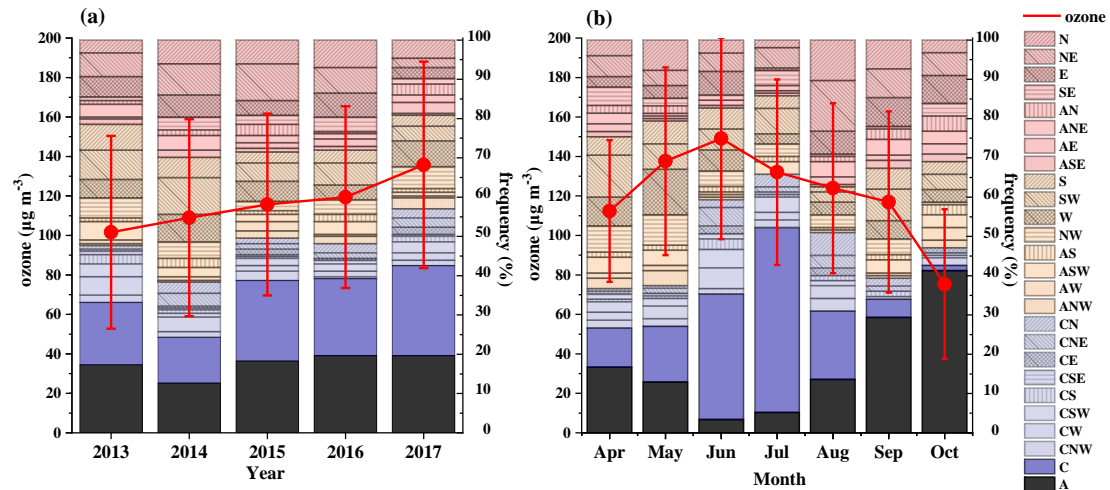 (a)
200
180
160
140
120
100
80
60
40
20
0
ozone (µg m⁻³)
100
90
80
70
60
50
40
30
20
10
0
frequency (%)
2013 2014 2015 2016 2017
Year
(b)
200
180
160
140
120
100
80
60
40
20
0
ozone (µg m⁻³)
100
90
80
70
60
50
40
30
20
10
0
frequency (%)
Apr May Jun Jul Aug Sep Oct
Month
ozone
N
NE
E
SE
AN
ANE
AE
ASE
S
SW
W
NW
AS
ASW
AW
ANW
CN
CNE
CE
CSE
CS
CSW
CW
CNW
C
A